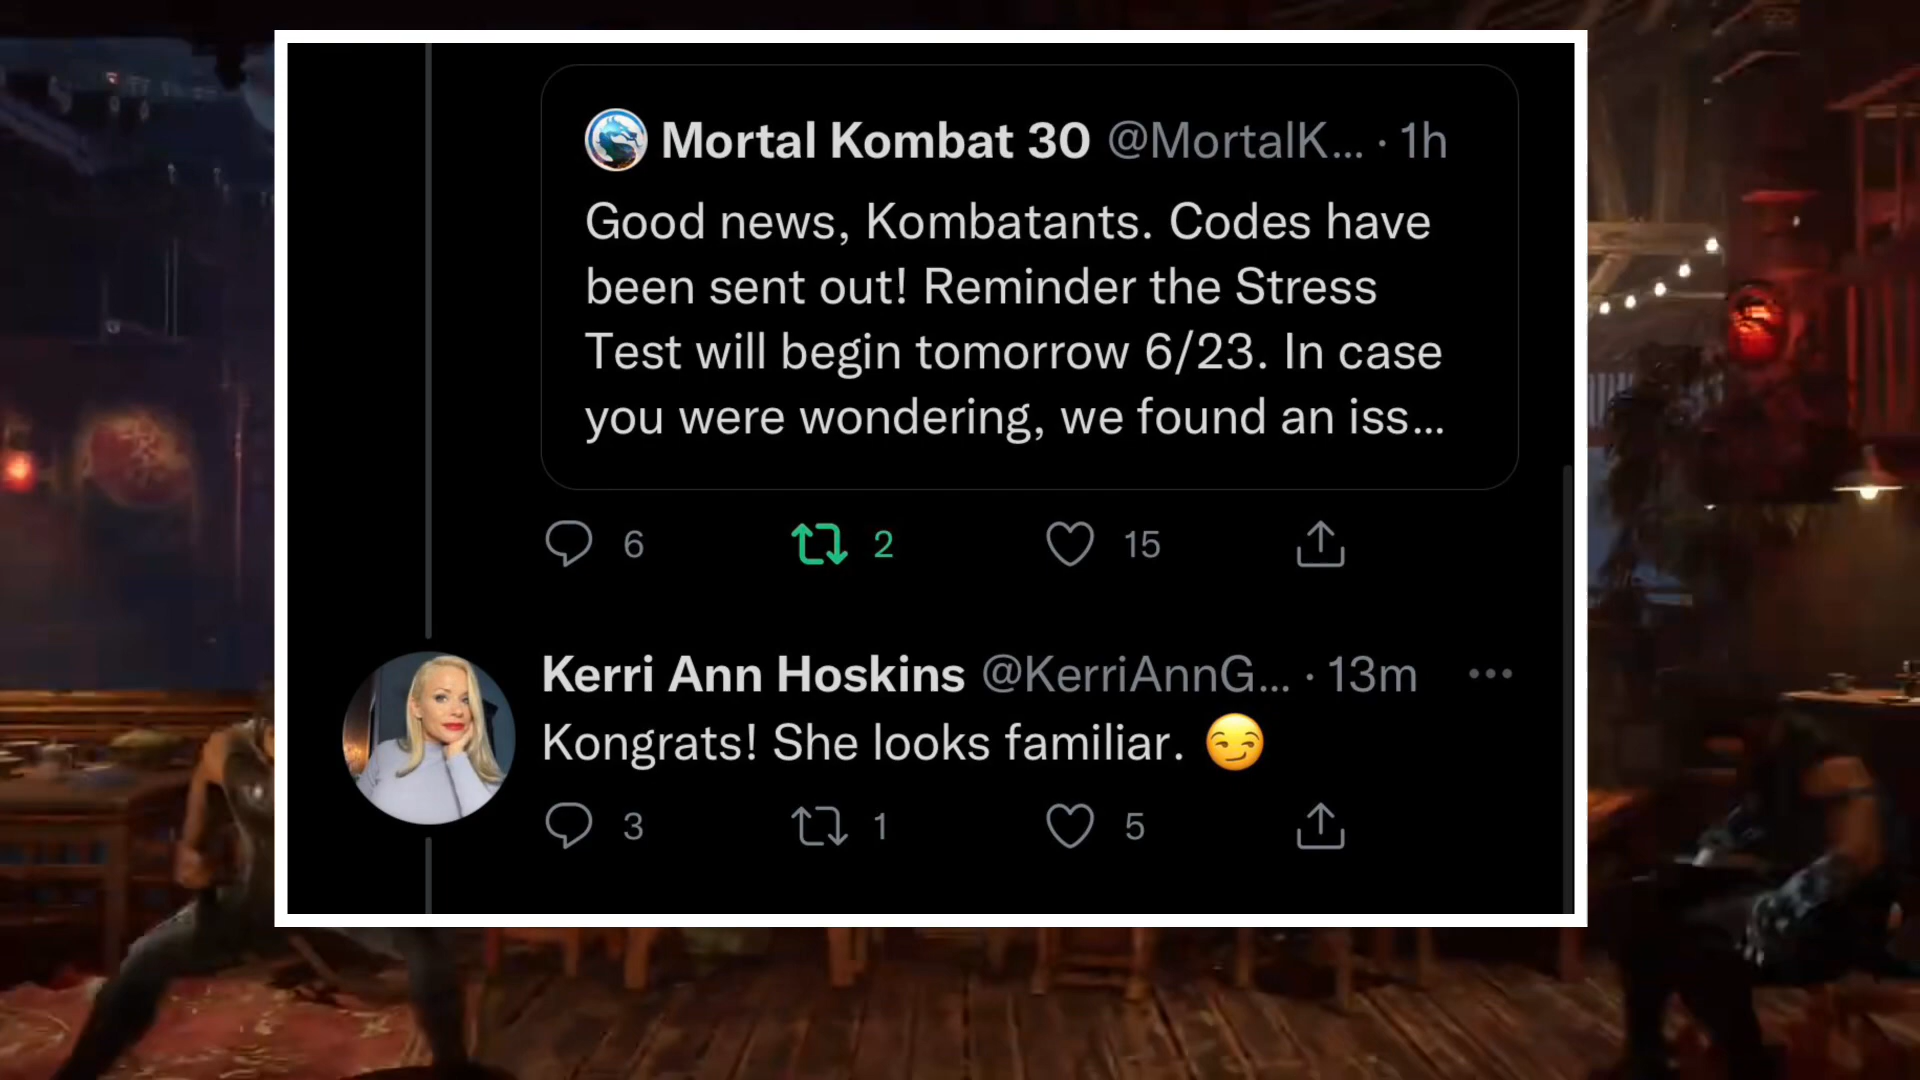 Mortal Kombat 30 @MortalK... · 1h
Good news, Kombatants. Codes have
been sent out! Reminder the Stress
Test will begin tomorrow 6/23. In case
you were wondering, we found an iss...
6 2 15
Kerri Ann Hoskins @KerriAnnG... · 13m
Kongrats! She looks familiar. 😏
3 1 5